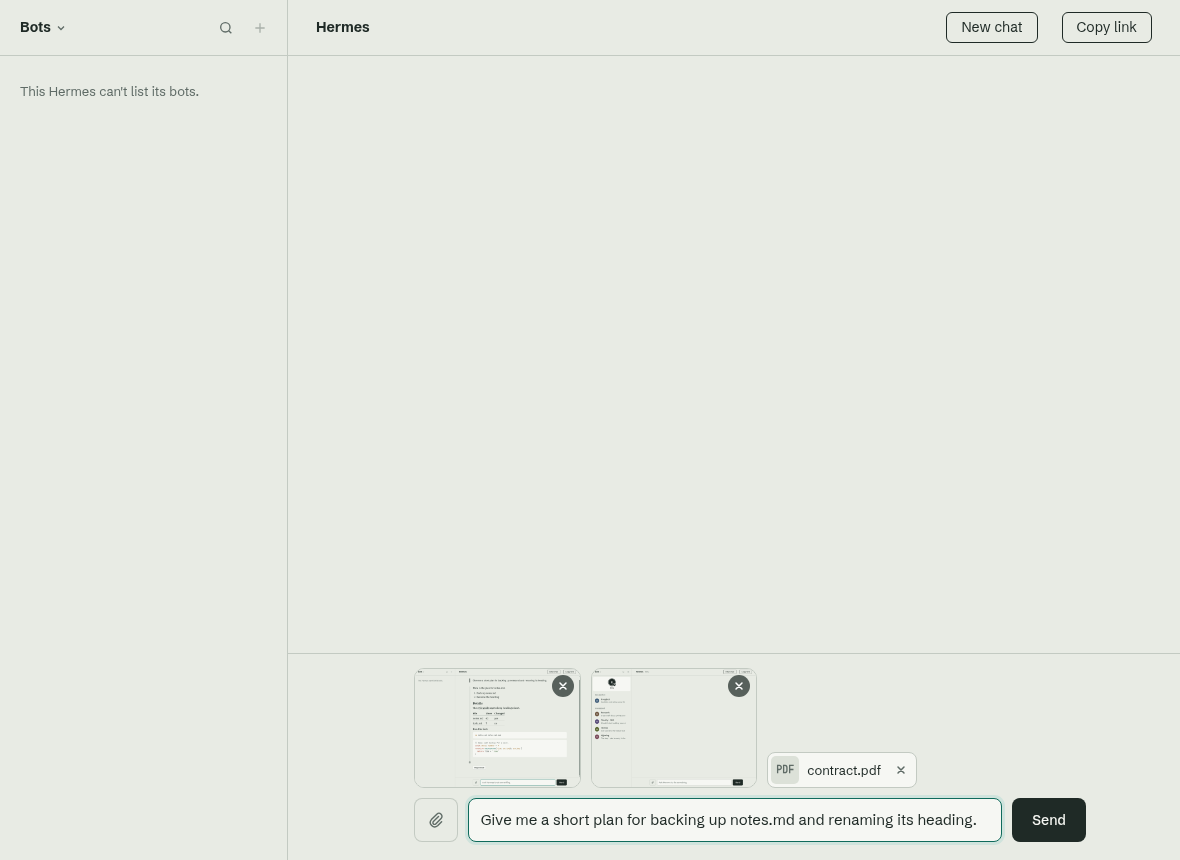 Bots
Hermes
New chat
Copy link
This Hermes can't list its bots.
PDF
contract.pdf
Give me a short plan for backing up notes.md and renaming its heading.
Send